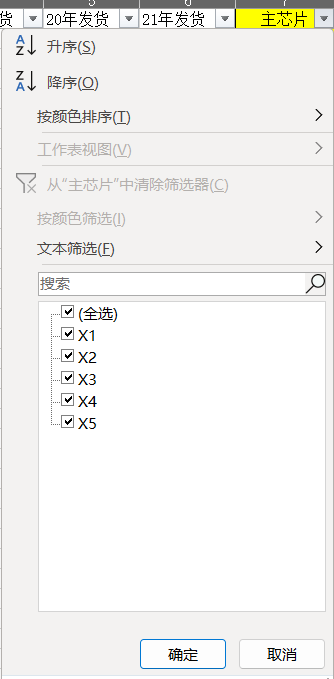 5 6 7
货 20年发货 21年发货 主芯片
升序(S)
降序(O)
按颜色排序(T)
工作表视图(V)
从“主芯片”中清除筛选器(C)
按颜色筛选(I)
文本筛选(F)
搜索
(全选)
X1
X2
X3
X4
X5
确定 取消